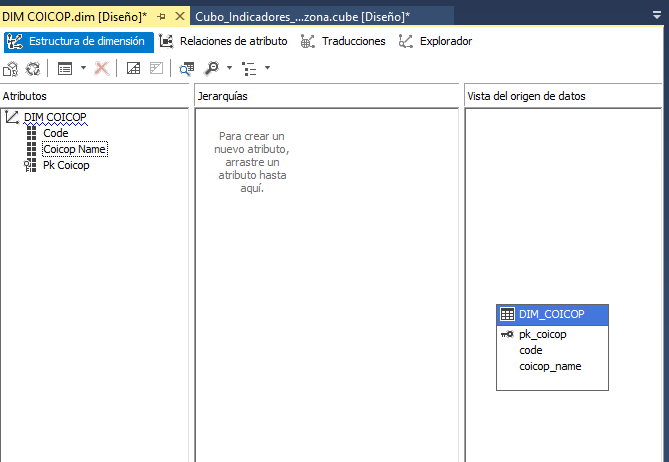 DIM COICOP.dim [Diseño]*
Cubo_Indicadores_...zona.cube [Diseño]*
Estructura de dimensión
Relaciones de atributo
Traducciones
Explorador
Atributos
Jerarquías
Vista del origen de datos
DIM COICOP
Code
Coicop Name
Pk Coicop
Para crear un
nuevo atributo,
arrastre un
atributo hasta
aquí.
DIM_COICOP
pk_coicop
code
coicop_name